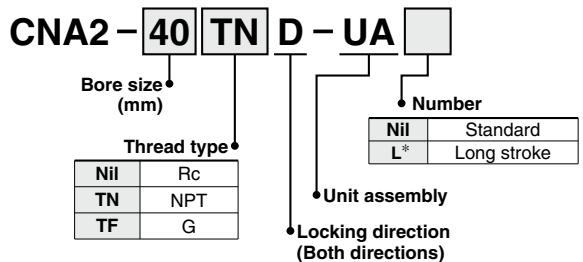 CNA2 – 40 TN D – UA
Bore size
(mm)
Number
Nil Standard
L* Long stroke
Thread type
Nil Rc
TN NPT
TF G
Unit assembly
Locking direction
(Both directions)